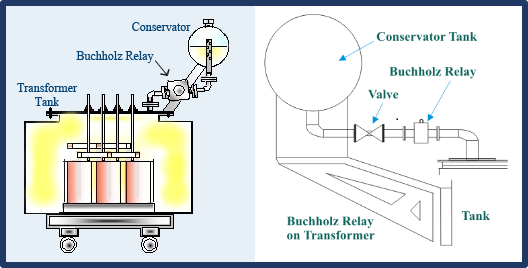 Conservator
Buchholz Relay
Transformer
Tank
Conservator Tank
Buchholz Relay
Valve
Buchholz Relay
on Transformer
Tank